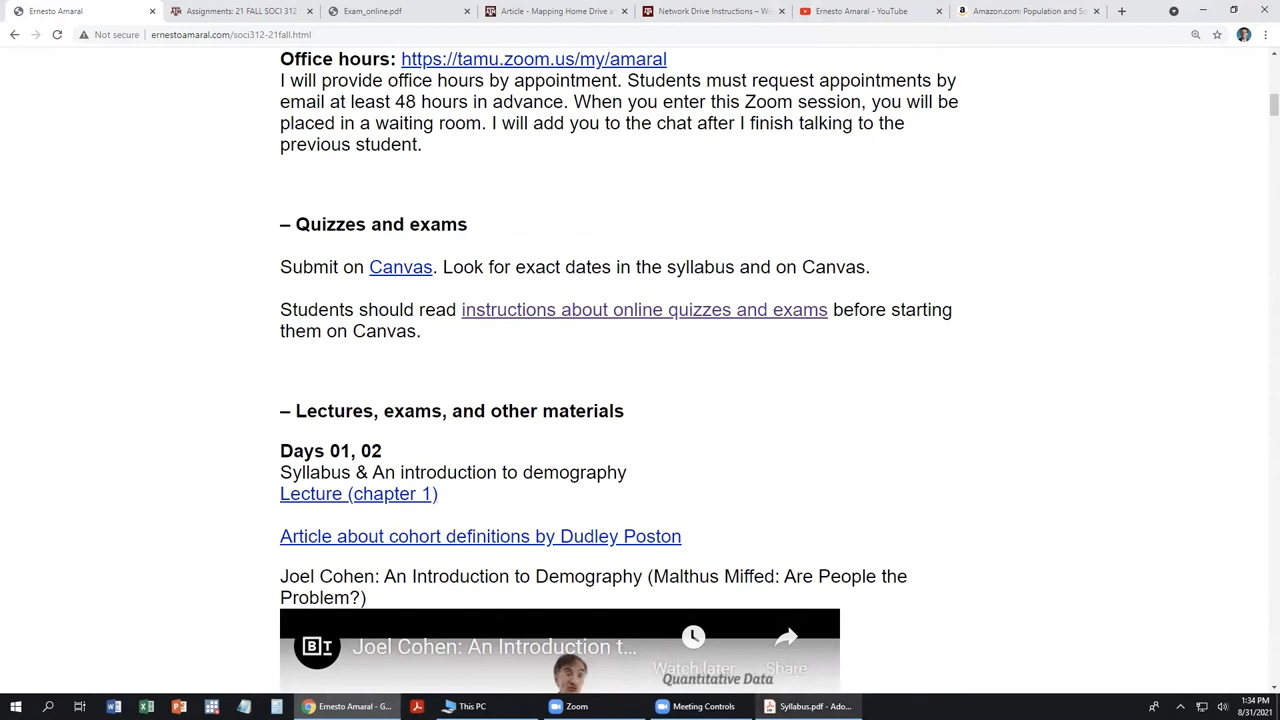 Ernesto Amaral
Assignments: 21 FALL SOCI 312
Exam_online.pdf
Article - Mapping Home Drive a
Network Drive Instructions – W
Ernesto Amaral - YouTube
Amazon.com: Population and So
Not secure | ernestoamaral.com/soci312-21fall.html
Office hours: https://tamu.zoom.us/my/amaral
I will provide office hours by appointment. Students must request appointments by
email at least 48 hours in advance. When you enter this Zoom session, you will be
placed in a waiting room. I will add you to the chat after I finish talking to the
previous student.
– Quizzes and exams
Submit on Canvas. Look for exact dates in the syllabus and on Canvas.
Students should read instructions about online quizzes and exams before starting
them on Canvas.
– Lectures, exams, and other materials
Days 01, 02
Syllabus & An introduction to demography
Lecture (chapter 1)
Article about cohort definitions by Dudley Poston
Joel Cohen: An Introduction to Demography (Malthus Miffed: Are People the
Problem?)
BT
Joel Cohen: An Introduction t...
Watch later
Share
Quantitative Data
Ernesto Amaral - G...
This PC
Zoom
Meeting Controls
Syllabus.pdf - Ado...
1:34 PM
8/31/2021